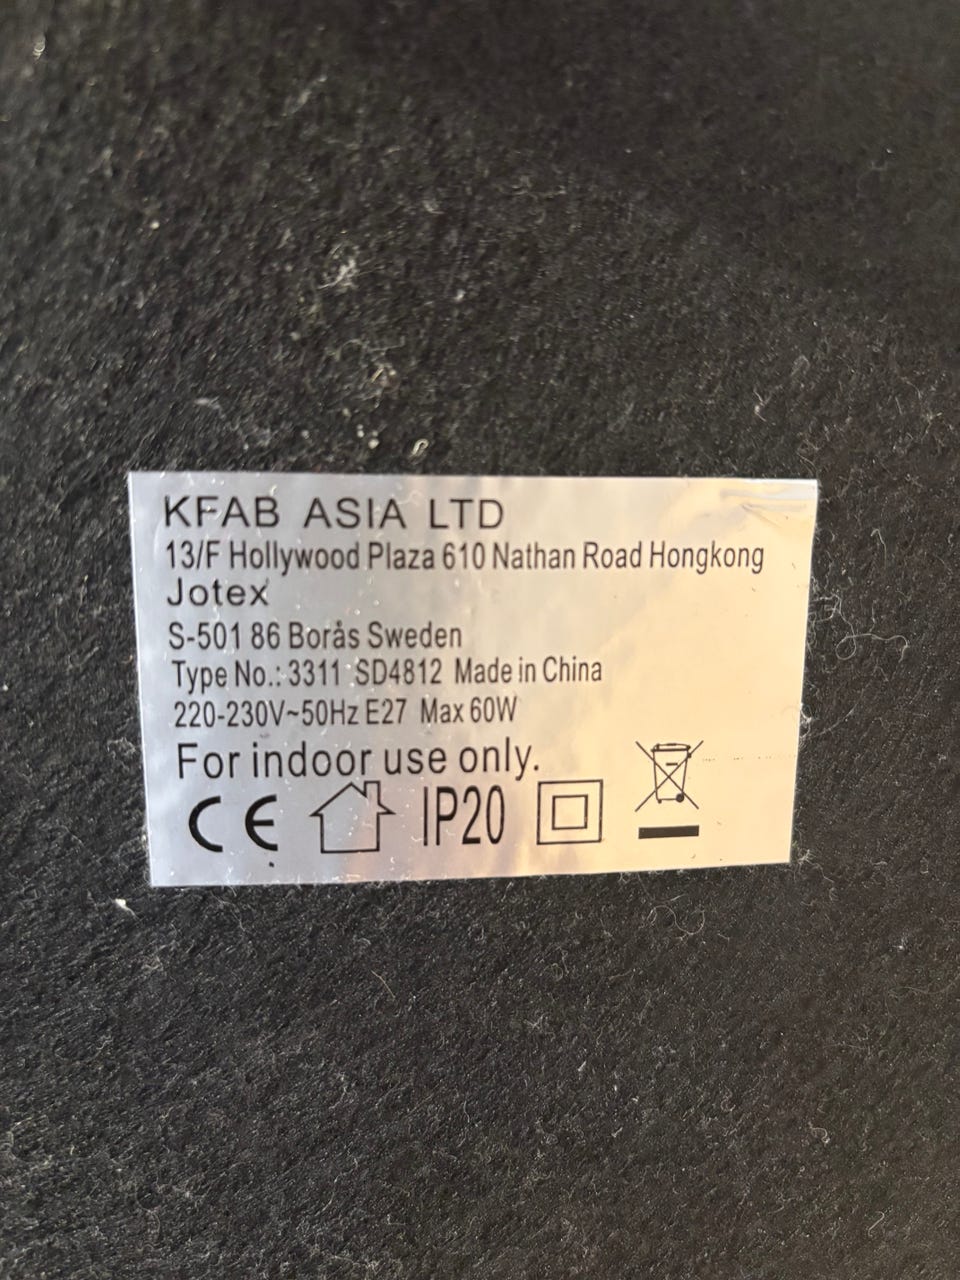 KFAB ASIA LTD
13/F Hollywood Plaza 610 Nathan Road Hongkong
Jotex
S-501 86 Borås Sweden
Type No.: 3311 SD4812 Made in China
220-230V~50Hz E27 Max 60W
For indoor use only.
CE IP20